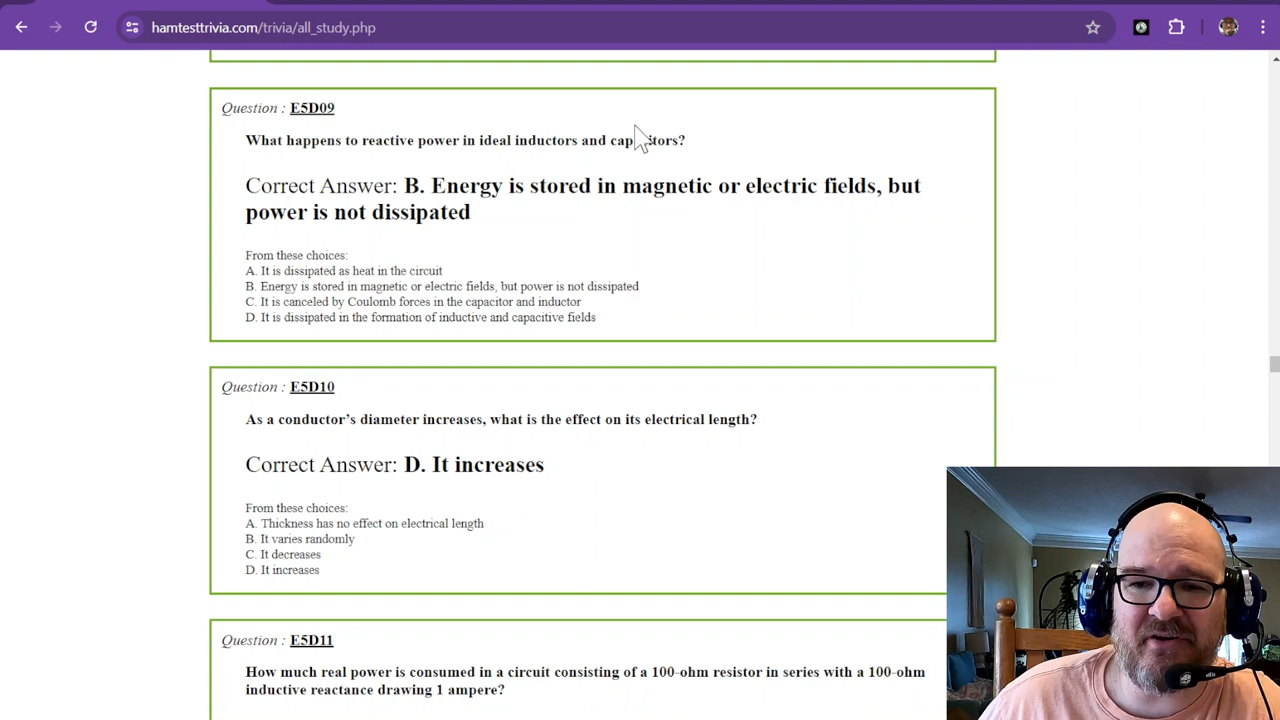 hamtesttrivia.com/trivia/all_study.php
Question : E5D09
What happens to reactive power in ideal inductors and capacitors?
Correct Answer: B. Energy is stored in magnetic or electric fields, but
power is not dissipated
From these choices:
A. It is dissipated as heat in the circuit
B. Energy is stored in magnetic or electric fields, but power is not dissipated
C. It is canceled by Coulomb forces in the capacitor and inductor
D. It is dissipated in the formation of inductive and capacitive fields
Question : E5D10
As a conductor’s diameter increases, what is the effect on its electrical length?
Correct Answer: D. It increases
From these choices:
A. Thickness has no effect on electrical length
B. It varies randomly
C. It decreases
D. It increases
Question : E5D11
How much real power is consumed in a circuit consisting of a 100-ohm resistor in series with a 100-ohm
inductive reactance drawing 1 ampere?